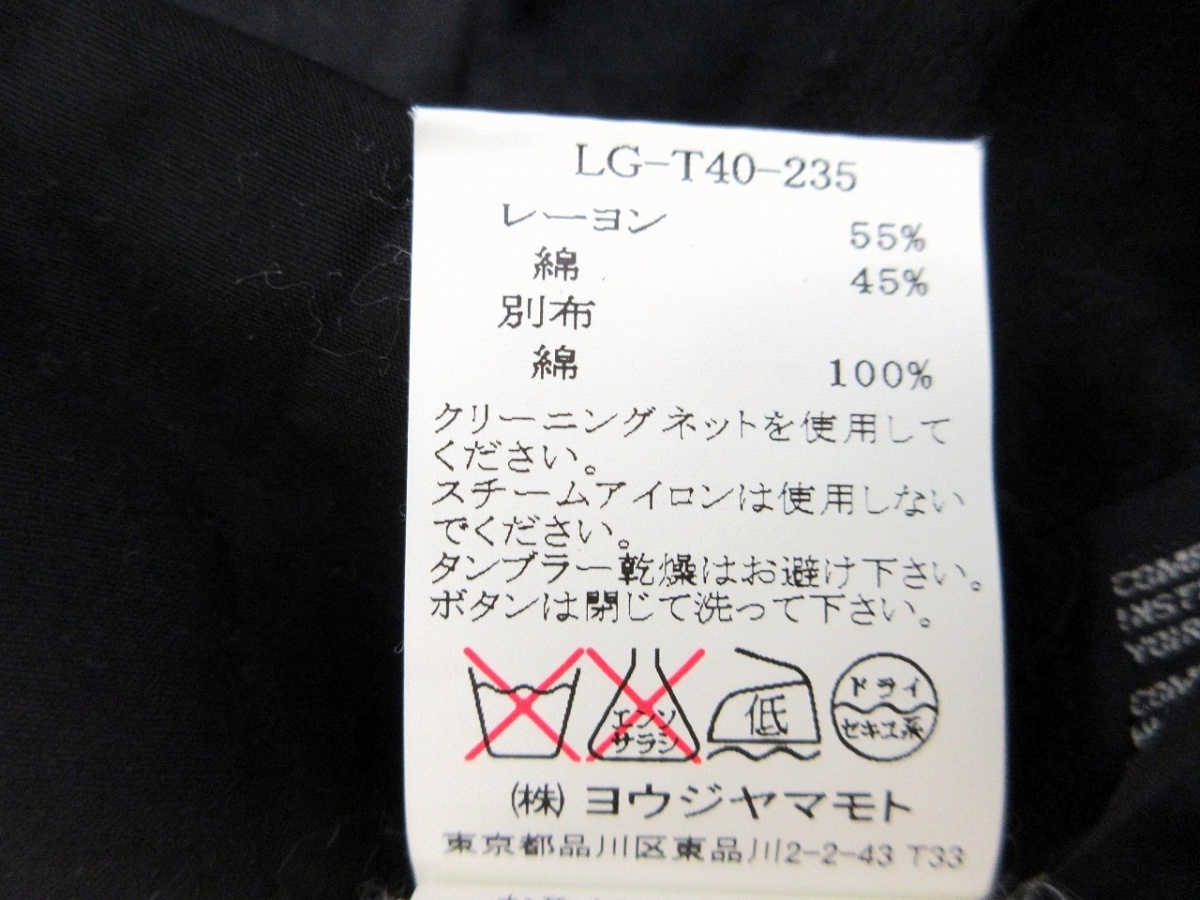 LG-T40-235
レーヨン 55%
綿 45%
別布
綿 100%
クリーニングネットを使用して
ください。
スチームアイロンは使用しない
でください。
タンブラー乾燥はお避け下さい。
ボタンは閉じて洗って下さい。
エンソ
サラシ
低
ドライ
セキユ系
(株)ヨウジヤマモト
東京都品川区東品川2-2-43 T33